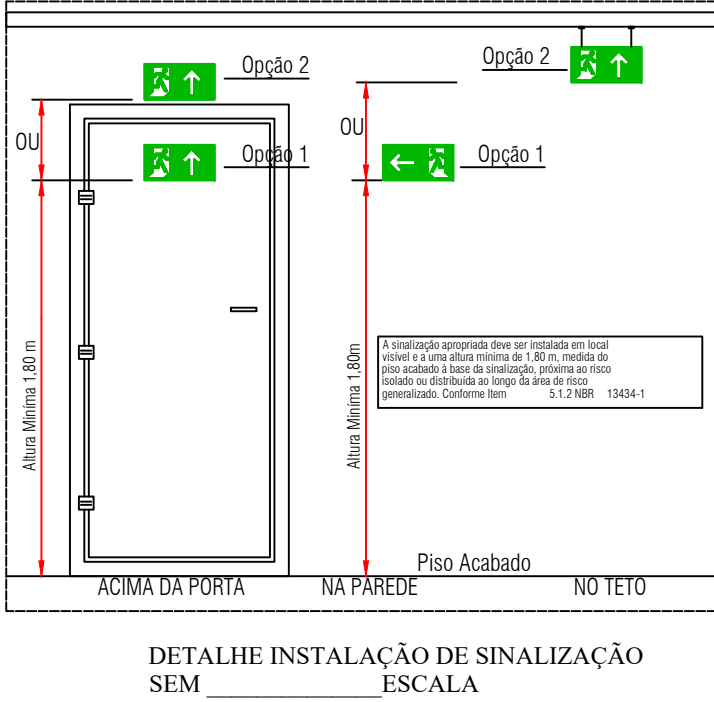 Opção 2
Opção 2
OU
OU
Opção 1
Opção 1
Altura Miníma 1,80 m
Altura Miníma 1,80m
A sinalização apropriada deve ser instalada em local
visível e a uma altura mínima de 1,80 m, medida do
piso acabado à base da sinalização, próxima ao risco
isolado ou distribuída ao longo da área de risco
generalizado. Conforme Item 5.1.2 NBR 13434-1
Piso Acabado
ACIMA DA PORTA
NA PAREDE
NO TETO
DETALHE INSTALAÇÃO DE SINALIZAÇÃO
SEM ______________ESCALA